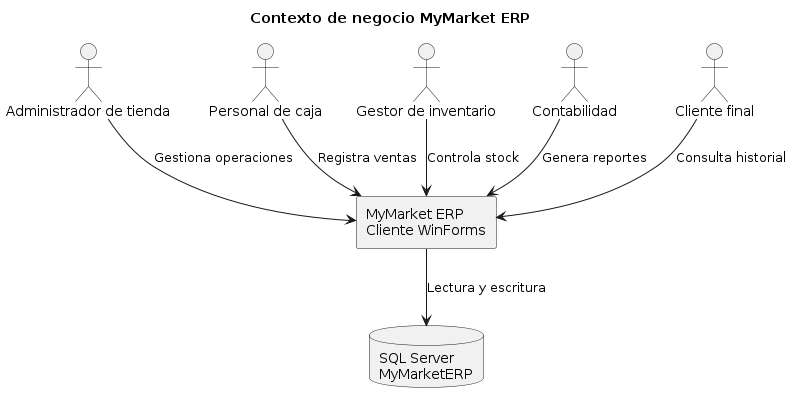 Contexto de negocio MyMarket ERP
Administrador de tienda
Personal de caja
Gestor de inventario
Contabilidad
Cliente final
Gestiona operaciones
Registra ventas
Controla stock
Genera reportes
Consulta historial
MyMarket ERP
Cliente WinForms
Lectura y escritura
SQL Server
MyMarketERP